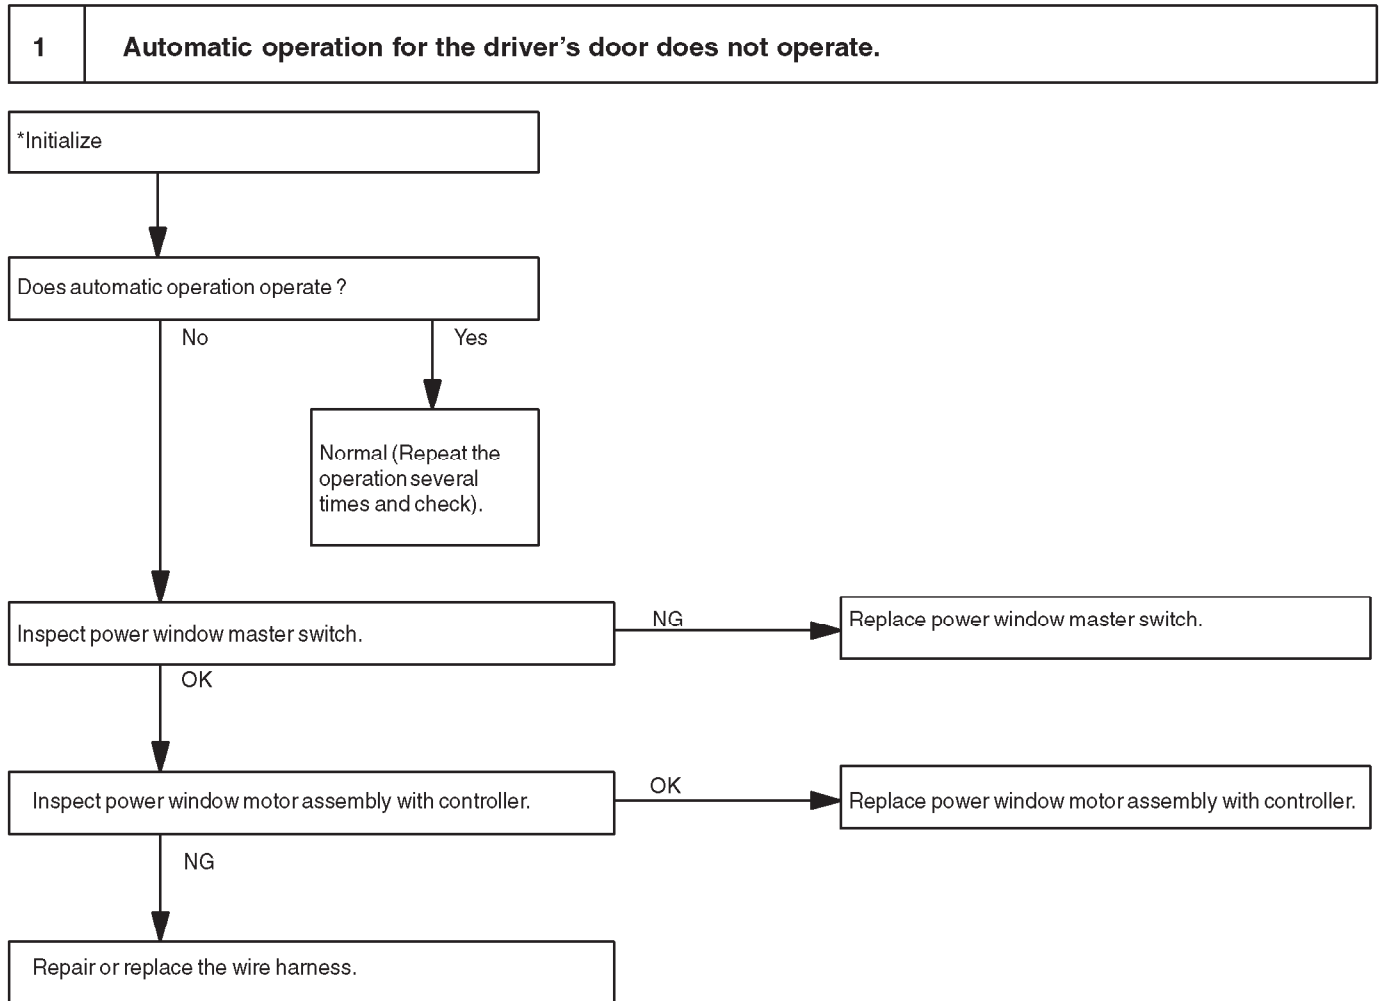 1
Automatic operation for the driver’s door does not operate.
*Initialize
Does automatic operation operate ?
No
Yes
Normal (Repeat the
operation several
times and check).
Inspect power window master switch.
NG
Replace power window master switch.
OK
Inspect power window motor assembly with controller.
OK
Replace power window motor assembly with controller.
NG
Repair or replace the wire harness.